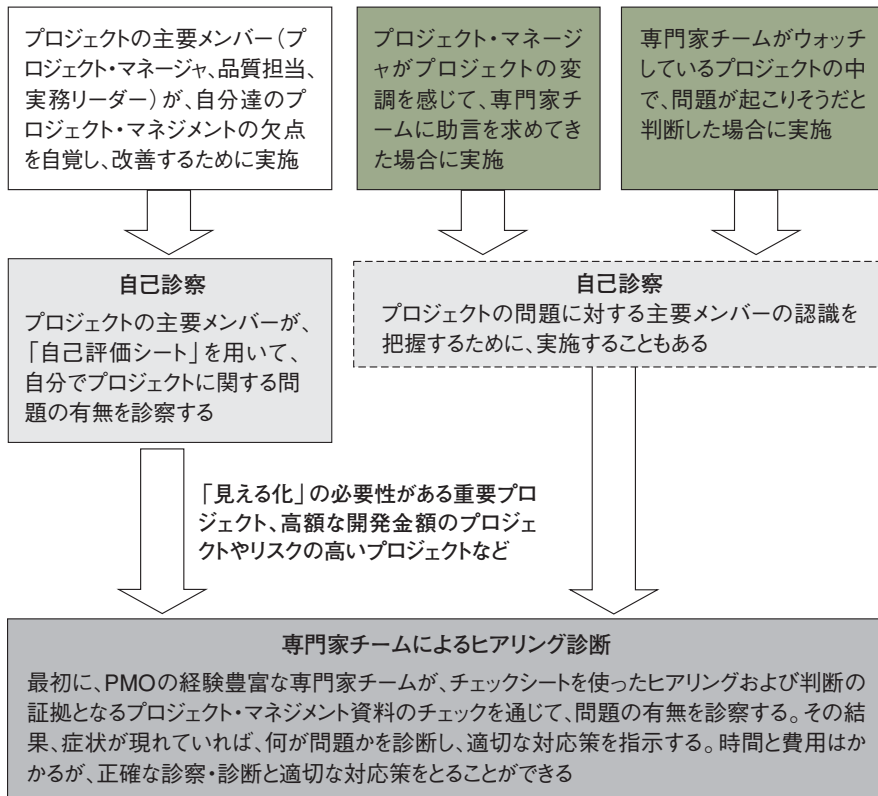 プロジェクトの主要メンバー（プ
ロジェクト・マネージャ、品質担当、
実務リーダー）が、自分達のプ
ロジェクト・マネジメントの欠点
を自覚し、改善するために実施
プロジェクト・マネージ
ャがプロジェクトの変
調を感じて、専門家チ
ームに助言を求めてき
た場合に実施
専門家チームがウォッチ
しているプロジェクトの中
で、問題が起こりそうだと
判断した場合に実施
自己診察
プロジェクトの主要メンバーが、
「自己評価シート」を用いて、
自分でプロジェクトに関する問
題の有無を診察する
自己診察
プロジェクトの問題に対する主要メンバーの認識を
把握するために、実施することもある
「見える化」の必要性がある重要プロ
ジェクト、高額な開発金額のプロジェ
クトやリスクの高いプロジェクトなど
専門家チームによるヒアリング診断
最初に、PMOの経験豊富な専門家チームが、チェックシートを使ったヒアリングおよび判断の
証拠となるプロジェクト・マネジメント資料のチェックを通じて、問題の有無を診察する。その結
果、症状が現れていれば、何が問題かを診断し、適切な対応策を指示する。時間と費用はか
かるが、正確な診察・診断と適切な対応策をとることができる